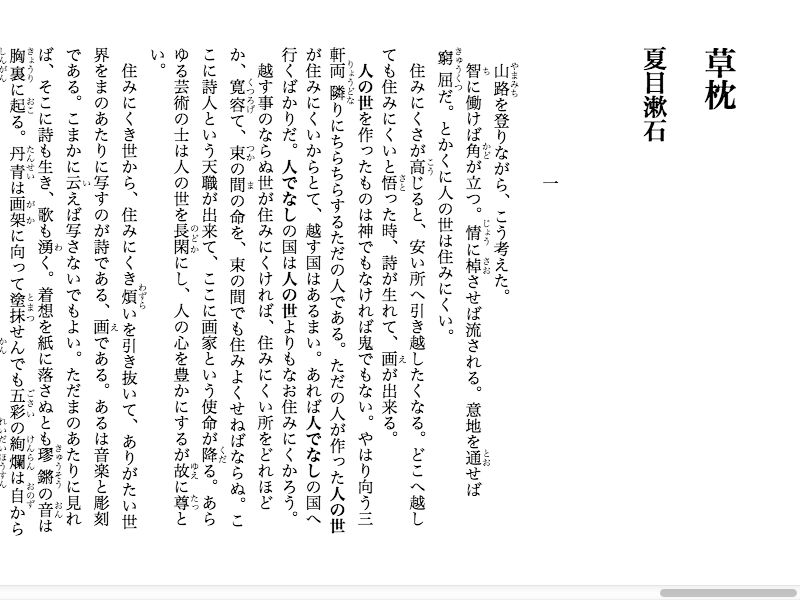 草枕
夏目漱石
一
山路を登りながら、こう考えた。
智に働けば角が立つ。情に棹させば流される。意地を通せば
窮屈だ。とかくに人の世は住みにくい。
住みにくさが高じると、安い所へ引き越したくなる。どこへ越し
ても住みにくいと悟った時、詩が生れて、画が出来る。
人の世を作ったものは神でもなければ鬼でもない。やはり向う三
軒両隣りにちらちらするただの人である。ただの人が作った人の世
が住みにくいからとて、越す国はあるまい。あれば人でなしの国へ
行くばかりだ。人でなしの国は人の世よりもなお住みにくかろう。
越す事のならぬ世が住みにくければ、住みにくい所をどれほど
か、寛容て、束の間の命を、束の間でも住みよくせねばならぬ。こ
こに詩人という天職が出来て、ここに画家という使命が降る。あら
ゆる芸術の士は人の世を長閑にし、人の心を豊かにするが故に尊と
い。
住みにくき世から、住みにくき煩いを引き抜いて、ありがたい世
界をまのあたりに写すのが詩である、画である。あるは音楽と彫刻
である。こまかに云えば写さないでもよい。ただまのあたりに見れ
ば、そこに詩も生き、歌も湧く。着想を紙に落さぬとも璆鏘の音は
胸裏に起る。丹青は画架に向って塗抹せんでも五彩の絢爛は自から